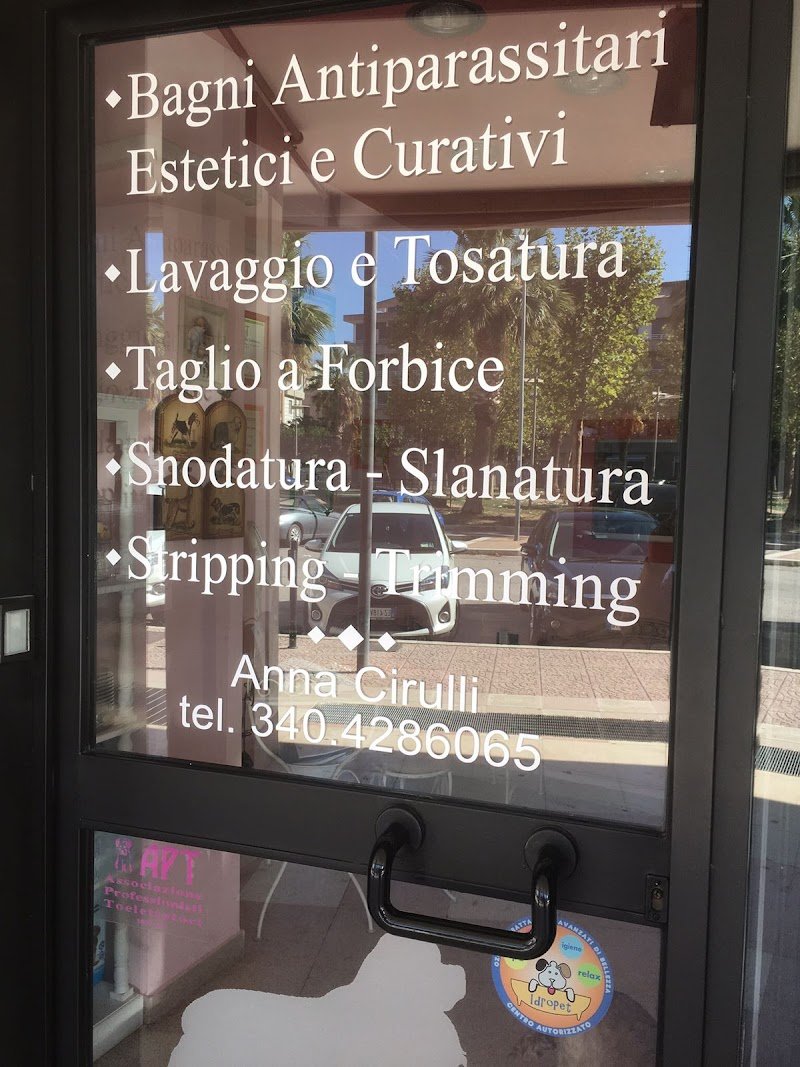 Bagni Antiparassitari
Estetici e Curativi
Lavaggio e Tosatura
Taglio a Forbice
Snodatura - Slanatura
Stripping Trimming
Anna Cirulli
tel. 340.4286065
APT
Associazione
Professionisti
Toelettatori
igiene
relax
Idropet
CENTRO AUTORIZZATO